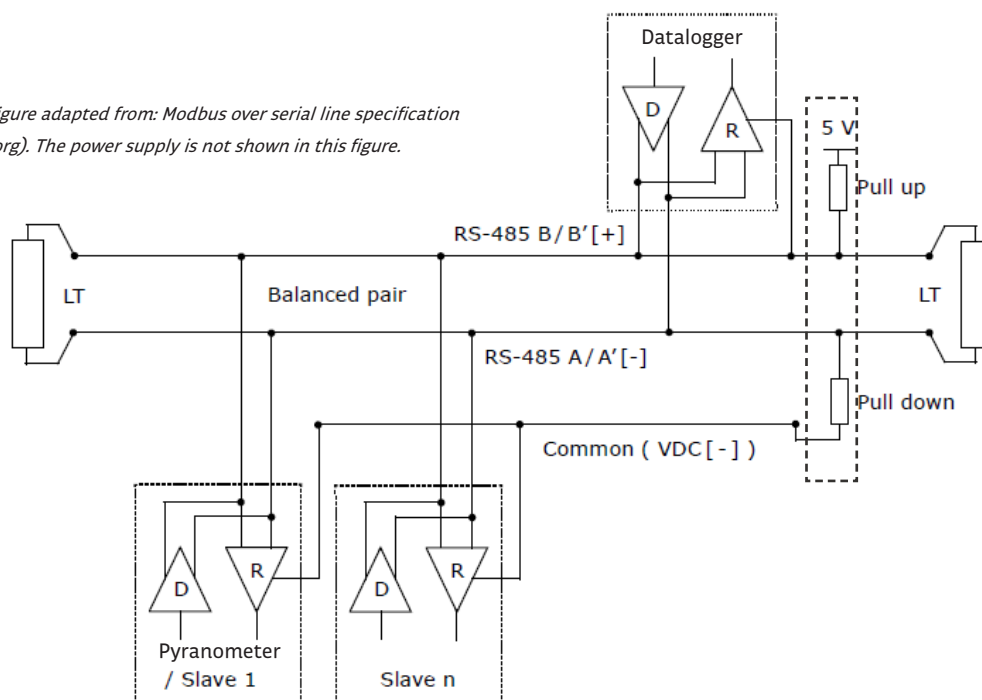 Datalogger
D
R
igure adapted from: Modbus over serial line specification
org). The power supply is not shown in this figure.
5 V
Pull up
RS-485 B/B'[+]
LT
Balanced pair
LT
RS-485 A/A'[-]
Pull down
Common ( VDC[-] )
D
R
D
R
Pyranometer
/ Slave 1
Slave n